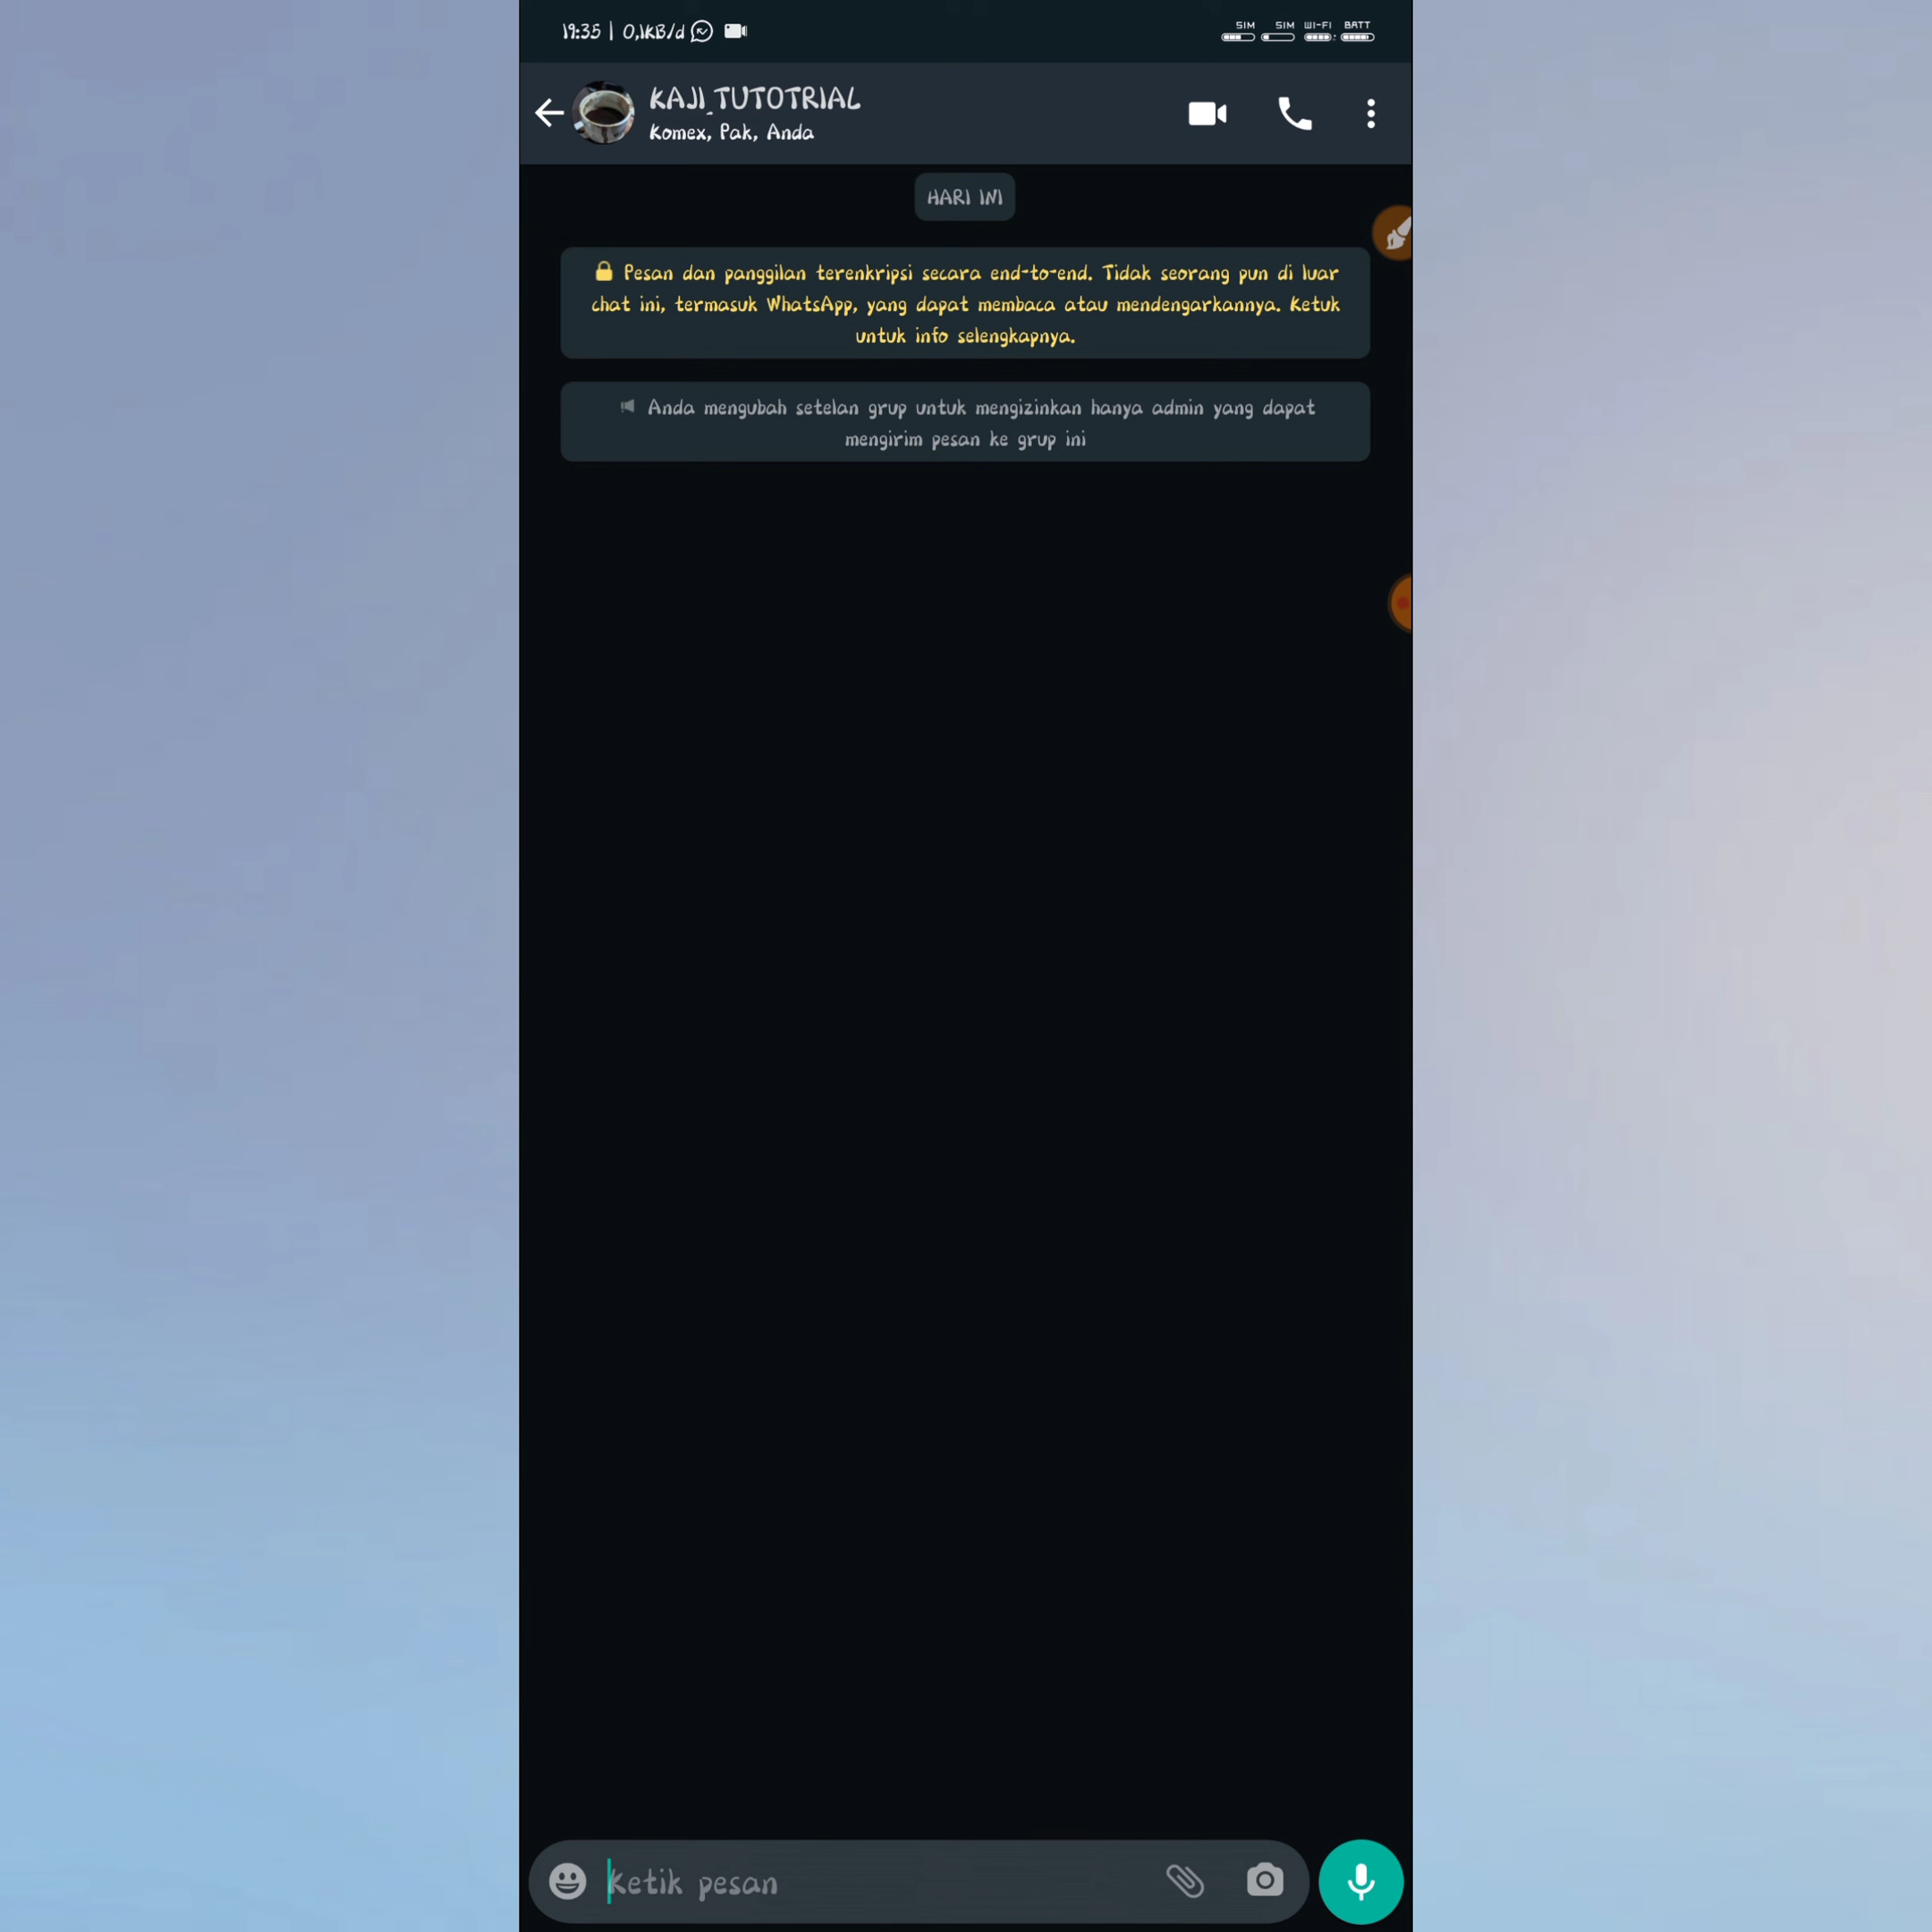 19:35 | 0,1KB/d
SIM SIM WI-FI BATT
KAJI_TUTOTRIAL
Komex, Pak, Anda
HARI INI
Pesan dan panggilan terenkripsi secara end-to-end. Tidak seorang pun di luar
chat ini, termasuk WhatsApp, yang dapat membaca atau mendengarkannya. Ketuk
untuk info selengkapnya.
Anda mengubah setelan grup untuk mengizinkan hanya admin yang dapat
mengirim pesan ke grup ini
Ketik pesan